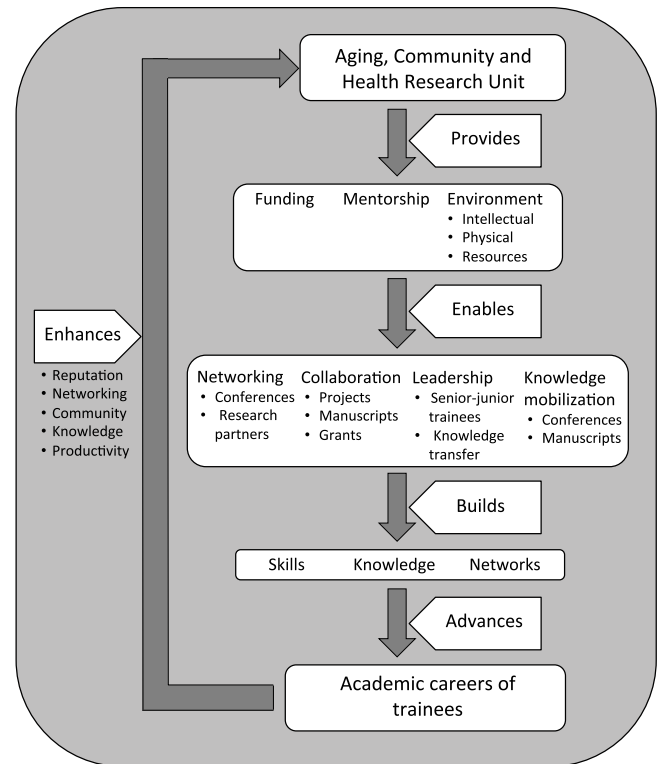 Aging, Community and
Health Research Unit
Provides
Funding Mentorship Environment
• Intellectual
• Physical
• Resources
Enables
Enhances
• Reputation
• Networking
• Community
• Knowledge
• Productivity
Networking
• Conferences
• Research
partners
Collaboration
• Projects
• Manuscripts
• Grants
Leadership
• Senior-junior
trainees
• Knowledge
transfer
Knowledge
mobilization
• Conferences
• Manuscripts
Builds
Skills Knowledge Networks
Advances
Academic careers of
trainees